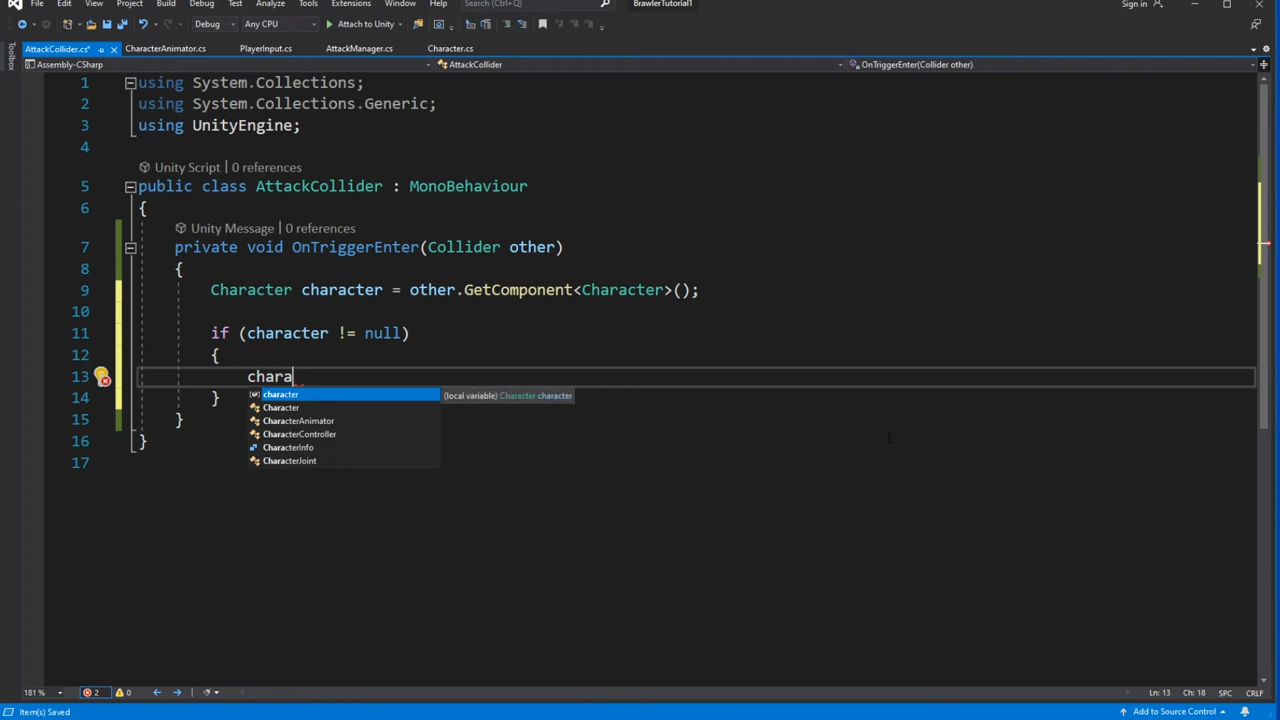 File Edit View Project Build Debug Test Analyze Tools Extensions Window Help Search (Ctrl+Q) BrawlerTutorial1 Sign in
Debug Any CPU Attach to Unity
AttackCollider.cs* CharacterAnimator.cs PlayerInput.cs AttackManager.cs Character.cs
Assembly-CSharp AttackCollider OnTriggerEnter(Collider other)
Toolbox
1 using System.Collections;
2 using System.Collections.Generic;
3 using UnityEngine;
4
Unity Script | 0 references
5 public class AttackCollider : MonoBehaviour
6 {
Unity Message | 0 references
7 private void OnTriggerEnter(Collider other)
8 {
9 Character character = other.GetComponent<Character>();
10
11 if (character != null)
12 {
13 chara
character (local variable) Character character
14 }
Character
15 }
CharacterAnimator
CharacterController
16 }
CharacterInfo
17
CharacterJoint
181 % 2 0 Ln: 13 Ch: 18 SPC CRLF
Item(s) Saved Add to Source Control